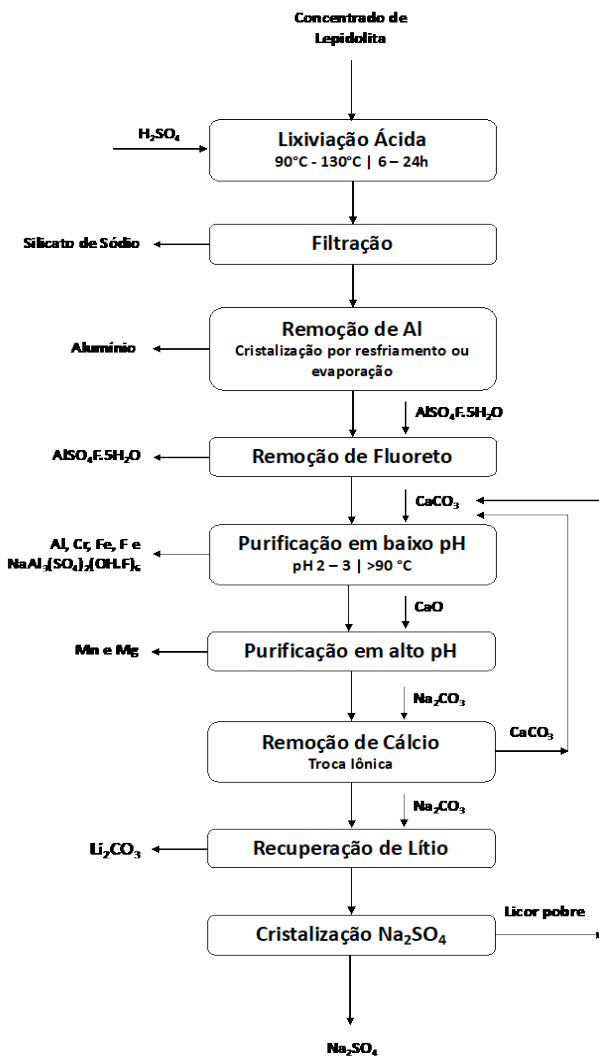 Concentrado de
Lepidolita
H₂SO₄
Lixiviação Ácida
90°C - 130°C | 6 – 24h
Silicato de Sódio
Filtração
Remoção de Al
Cristalização por resfriamento ou
evaporação
Alumínio
AlSO₄F.5H₂O
AlSO₄F.5H₂O
Remoção de Fluoreto
CaCO₃
Al, Cr, Fe, F e
NaAl₃(SO₄)₂(OH.F)₆
Purificação em baixo pH
pH 2 – 3 | >90 °C
CaO
Mn e Mg
Purificação em alto pH
Na₂CO₃
Remoção de Cálcio
Troca Iônica
CaCO₃
Na₂CO₃
Li₂CO₃
Recuperação de Lítio
Licor pobre
Cristalização Na₂SO₄
Na₂SO₄